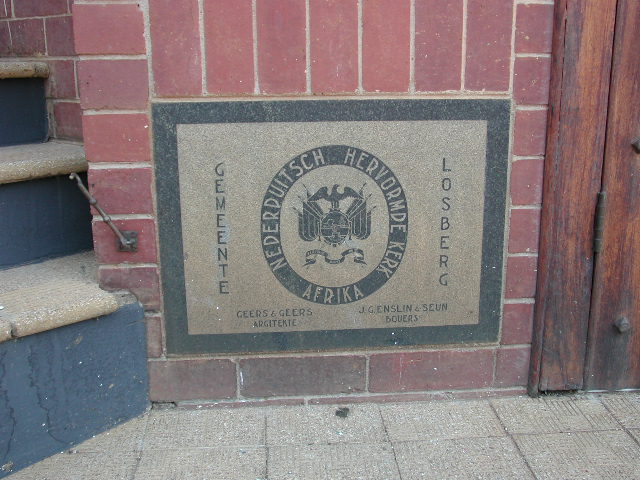 GEMEENTE
NEDERDUITSCH HERVORMDE KERK
AFRIKA
LOSBERG
GEERS & GEERS
ARGITEKTE
J.G. ENSLIN & SEUN
BOUERS